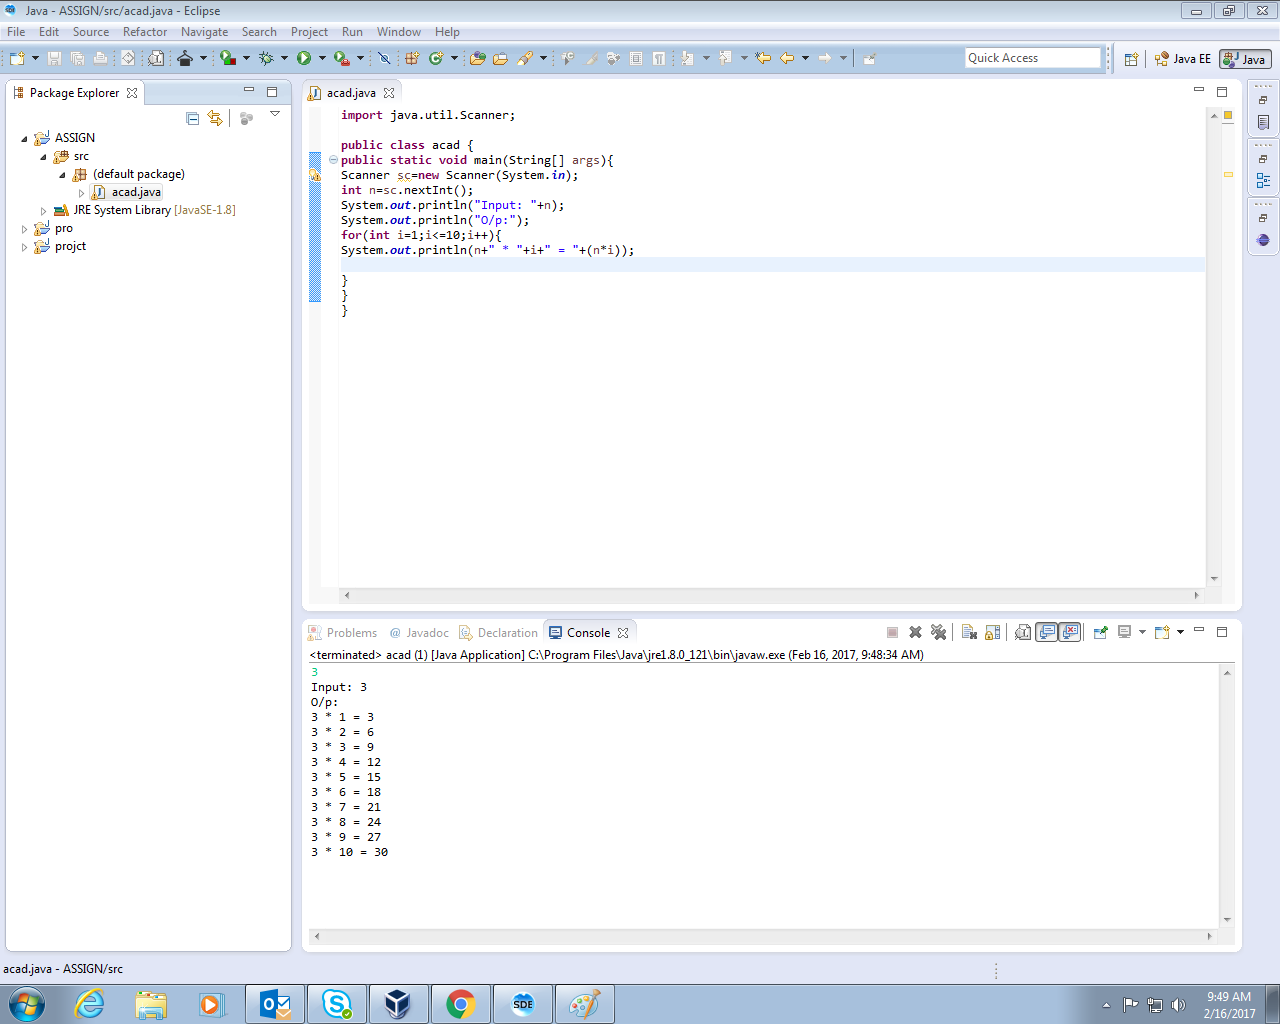 Java - ASSIGN/src/acad.java - Eclipse
File Edit Source Refactor Navigate Search Project Run Window Help
Quick Access
Java EE
Java
Package Explorer
ASSIGN
src
(default package)
acad.java
JRE System Library [JavaSE-1.8]
pro
projct
acad.java
import java.util.Scanner;
public class acad {
public static void main(String[] args){
Scanner sc=new Scanner(System.in);
int n=sc.nextInt();
System.out.println("Input: "+n);
System.out.println("O/p:");
for(int i=1;i<=10;i++){
System.out.println(n+" * "+i+" = "+(n*i));
}
}
}
Problems @ Javadoc Declaration Console
<terminated> acad (1) [Java Application] C:\Program Files\Java\jre1.8.0_121\bin\javaw.exe (Feb 16, 2017, 9:48:34 AM)
3
Input: 3
O/p:
3 * 1 = 3
3 * 2 = 6
3 * 3 = 9
3 * 4 = 12
3 * 5 = 15
3 * 6 = 18
3 * 7 = 21
3 * 8 = 24
3 * 9 = 27
3 * 10 = 30
acad.java - ASSIGN/src
SDE
9:49 AM
2/16/2017